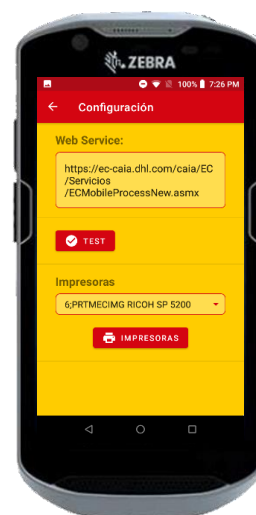 ZEBRA
100% 7:26 PM
Configuración
Web Service:
https://ec-caia.dhl.com/caia/EC
/Servicios
/ECMobileProcessNew.asmx
TEST
Impresoras
6;PRTMECIMG RICOH SP 5200
IMPRESORAS